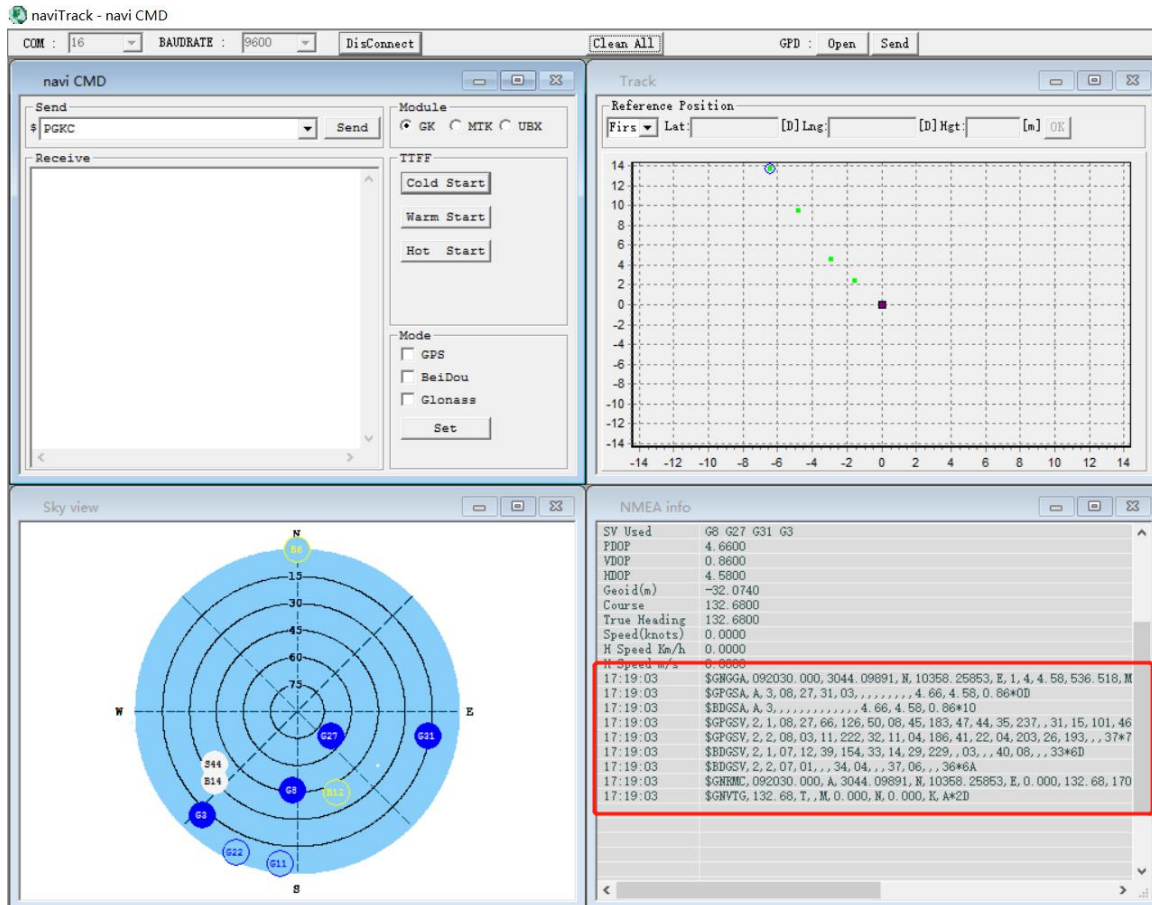 naviTrack - navi CMD
COM : 16 BAUDRATE : 9600 DisConnect Clean All GPD : Open Send
navi CMD
Send
$ PGKC Send
Module
GK MTK UBX
Receive
TTFF
Cold Start
Warm Start
Hot Start
Mode
GPS
BeiDou
Glonass
Set
Track
Reference Position
Firs Lat: [D] Lng: [D] Hgt: [m] OK
14
12
10
8
6
4
2
0
-2
-4
-6
-8
-10
-12
-14
-14 -12 -10 -8 -6 -4 -2 0 2 4 6 8 10 12 14
Sky view
N
15
30
45
60
75
W E
G27 G31
S44
B14
G8 B12
G3
G22 G11
S
NMEA info
SV Used G8 G27 G31 G3
PDOP 4.6600
VDOP 0.8600
HDOP 4.5800
Geoid(m) -32.0740
Course 132.6800
True Heading 132.6800
Speed(knots) 0.0000
H Speed Km/h 0.0000
H Speed m/s 0.0000
17:19:03 $GNGGA,092030.000,3044.09891,N,10358.25853,E,1,4,4.58,536.518,M
17:19:03 $GPGSA,A,3,08,27,31,03,,,,,,,,,4.66,4.58,0.86*0D
17:19:03 $BDGSA,A,3,,,,,,,,,,,,,4.66,4.58,0.86*10
17:19:03 $GPGSV,2,1,08,27,66,126,50,08,45,183,47,44,35,237,,31,15,101,46
17:19:03 $GPGSV,2,2,08,03,11,222,32,11,04,186,41,22,04,203,26,193,,,37*7
17:19:03 $BDGSV,2,1,07,12,39,154,33,14,29,229,,03,,,40,08,,,33*6D
17:19:03 $BDGSV,2,2,07,01,,,34,04,,,37,06,,,36*6A
17:19:03 $GNRMC,092030.000,A,3044.09891,N,10358.25853,E,0.000,132.68,170
17:19:03 $GNVTG,132.68,T,,M,0.000,N,0.000,K,A*2D